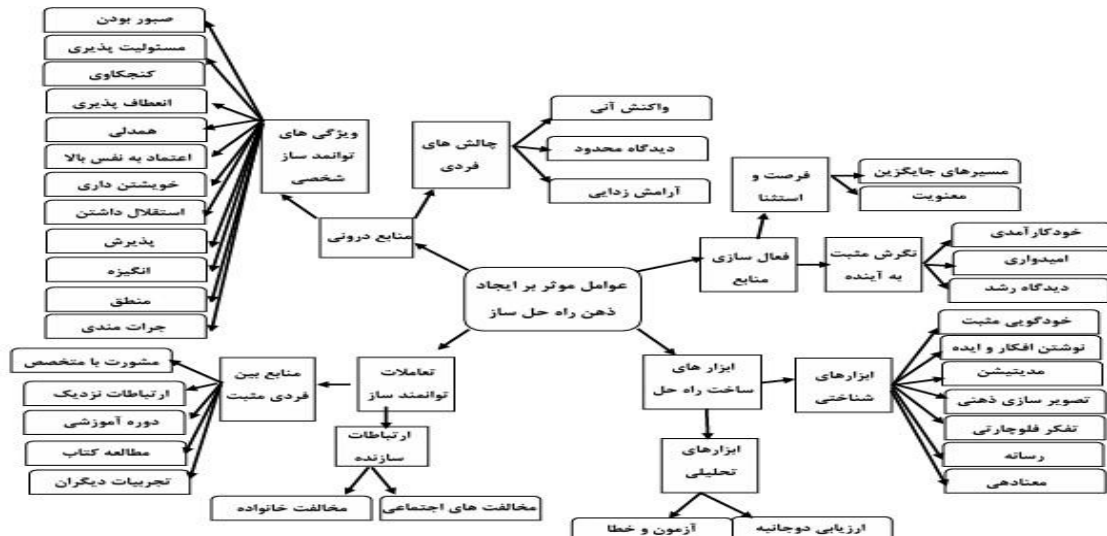 عوامل موثر بر ایجاد
ذهن راه حل ساز
منابع درونی
ویژگی های
توانمند ساز
شخصی
صبور بودن
مسئولیت پذیری
کنجکاوی
انعطاف پذیری
همدلی
اعتماد به نفس بالا
خویشتن داری
استقلال داشتن
پذیرش
انگیزه
منطق
جرات مندی
چالش های
فردی
واکنش آنی
دیدگاه محدود
آرامش زدایی
فعال سازی
منابع
فرصت و
استثنا
مسیرهای جایگزین
معنویت
نگرش مثبت
به آینده
خودکارآمدی
امیدواری
دیدگاه رشد
ابزار های
ساخت راه حل
ابزارهای
شناختی
خودگویی مثبت
نوشتن افکار و ایده
مدیتیشن
تصویر سازی ذهنی
تفکر فلوچارتی
رسانه
معنادهی
ابزارهای
تحلیلی
ارزیابی دوجانبه
آزمون و خطا
تعاملات
توانمند ساز
منابع بین
فردی مثبت
مشورت با متخصص
ارتباطات نزدیک
دوره آموزشی
مطالعه کتاب
تجربیات دیگران
ارتباطات
سازنده
مخالفت های اجتماعی
مخالفت خانواده